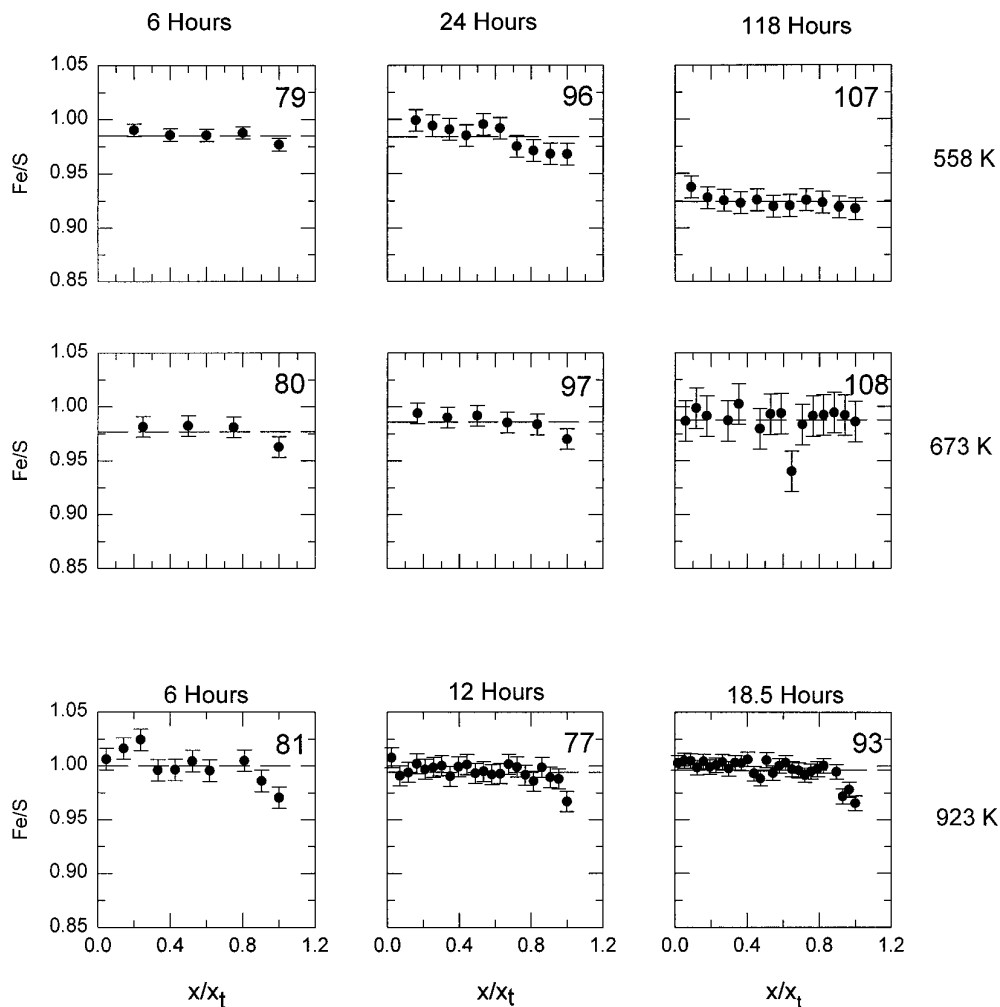 6 Hours 24 Hours 118 Hours
1.05 79 96 107
1.00
0.95
0.90
0.85
Fe/S
558 K
1.05 80 97 108
1.00
0.95
0.90
0.85
Fe/S
673 K
6 Hours 12 Hours 18.5 Hours
1.05 81 77 93
1.00
0.95
0.90
0.85
Fe/S
923 K
0.0 0.4 0.8 1.2 0.0 0.4 0.8 1.2 0.0 0.4 0.8 1.2
x/xt x/xt x/xt